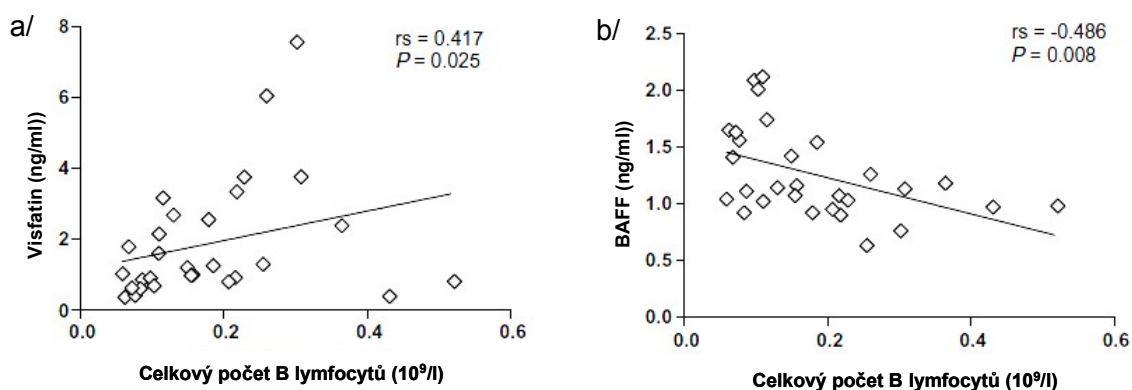 a/
rs = 0.417
P = 0.025
Visfatin (ng/ml))
8
6
4
2
0
0.0 0.2 0.4 0.6
Celkový počet B lymfocytů (10⁹/l)
b/
rs = -0.486
P = 0.008
BAFF (ng/ml))
2.5
2.0
1.5
1.0
0.5
0.0
0.0 0.2 0.4 0.6
Celkový počet B lymfocytů (10⁹/l)